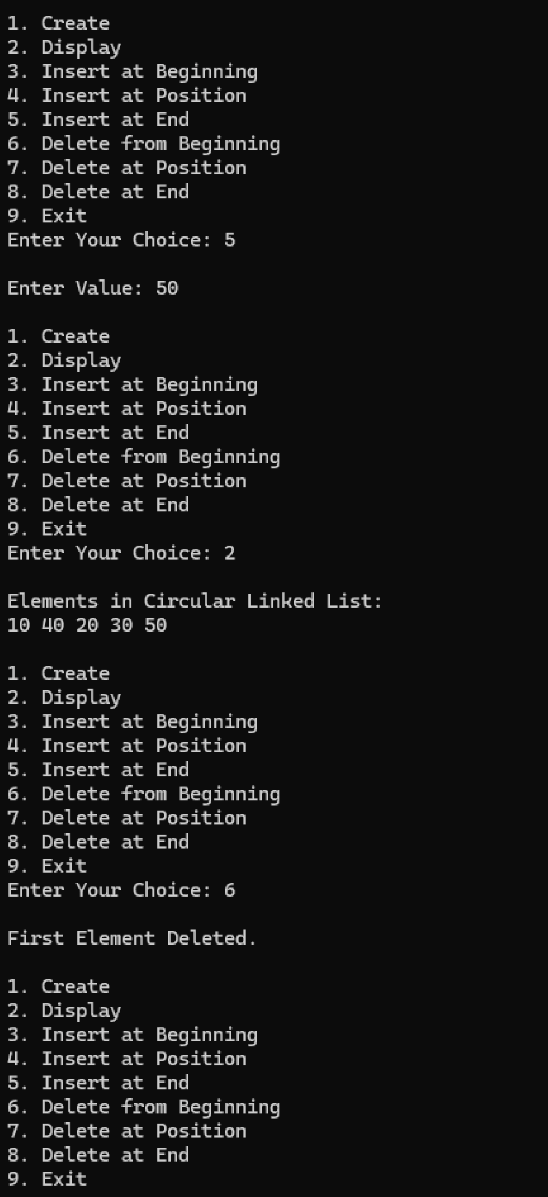 1. Create
2. Display
3. Insert at Beginning
4. Insert at Position
5. Insert at End
6. Delete from Beginning
7. Delete at Position
8. Delete at End
9. Exit
Enter Your Choice: 5
Enter Value: 50
1. Create
2. Display
3. Insert at Beginning
4. Insert at Position
5. Insert at End
6. Delete from Beginning
7. Delete at Position
8. Delete at End
9. Exit
Enter Your Choice: 2
Elements in Circular Linked List:
10 40 20 30 50
1. Create
2. Display
3. Insert at Beginning
4. Insert at Position
5. Insert at End
6. Delete from Beginning
7. Delete at Position
8. Delete at End
9. Exit
Enter Your Choice: 6
First Element Deleted.
1. Create
2. Display
3. Insert at Beginning
4. Insert at Position
5. Insert at End
6. Delete from Beginning
7. Delete at Position
8. Delete at End
9. Exit